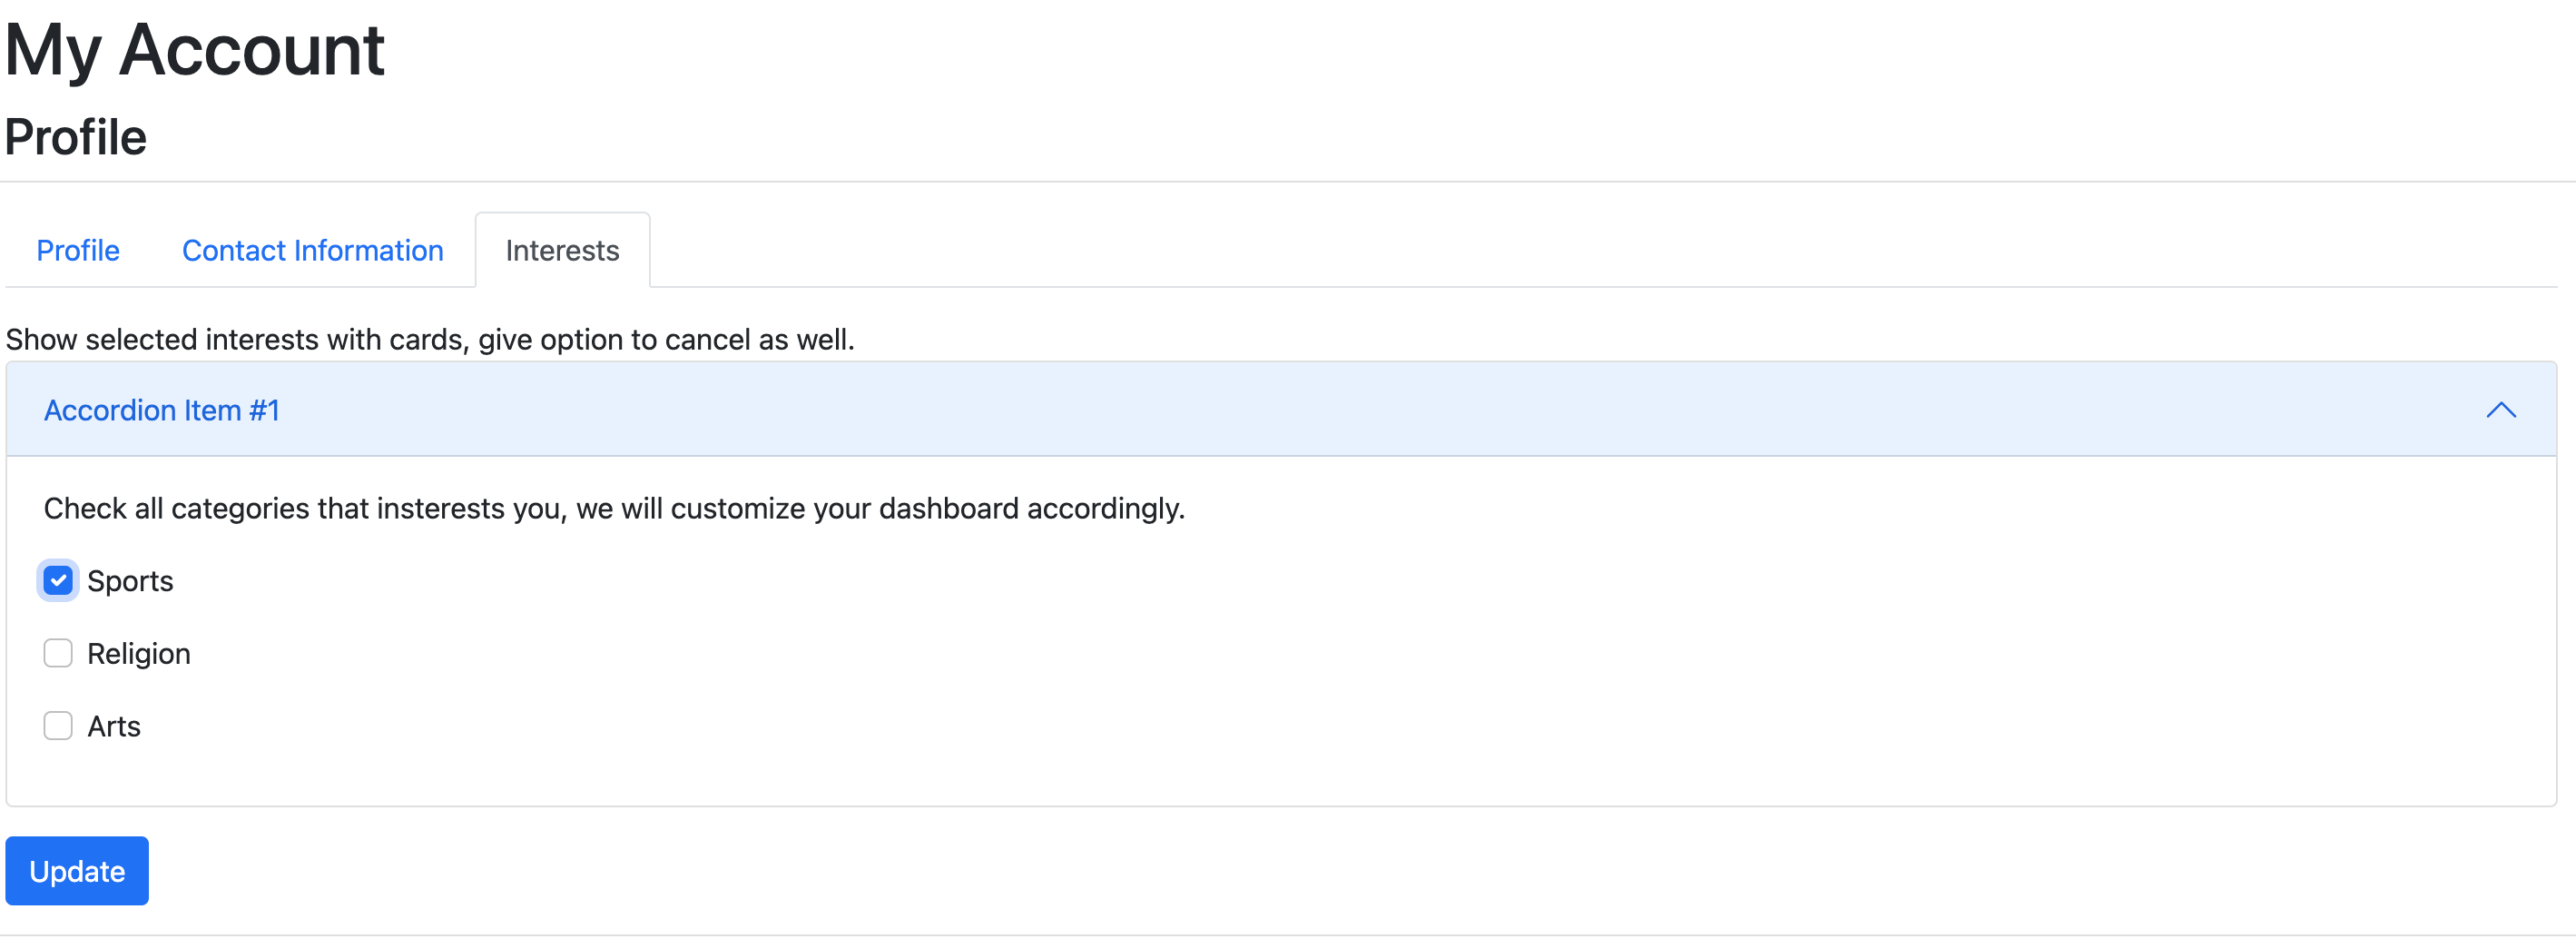 My Account
Profile
Profile Contact Information Interests
Show selected interests with cards, give option to cancel as well.
Accordion Item #1
Check all categories that insterests you, we will customize your dashboard accordingly.
Sports
Religion
Arts
Update